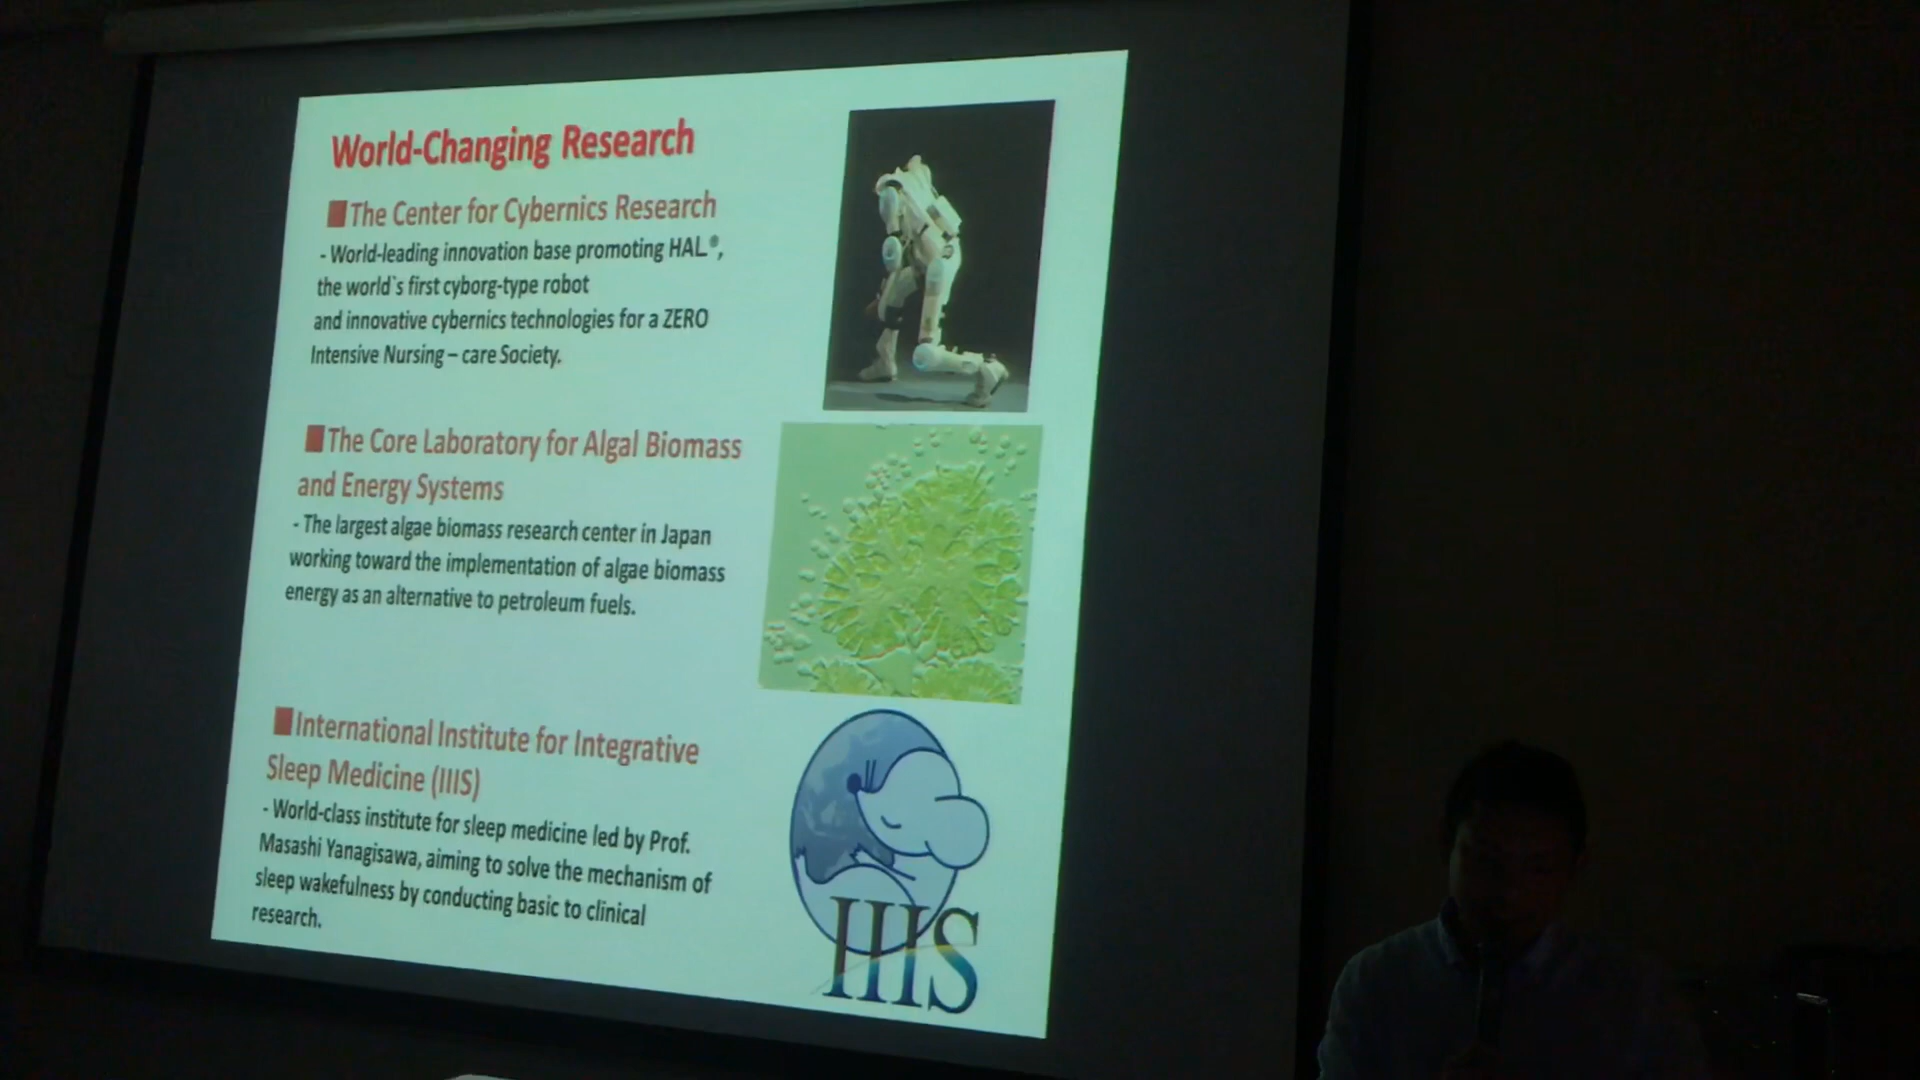 World-Changing Research
■The Center for Cybernics Research
- World-leading innovation base promoting HAL®,
the world`s first cyborg-type robot
and innovative cybernics technologies for a ZERO
Intensive Nursing – care Society.
■The Core Laboratory for Algal Biomass
and Energy Systems
- The largest algae biomass research center in Japan
working toward the implementation of algae biomass
energy as an alternative to petroleum fuels.
■International Institute for Integrative
Sleep Medicine (IIIS)
- World-class institute for sleep medicine led by Prof.
Masashi Yanagisawa, aiming to solve the mechanism of
sleep wakefulness by conducting basic to clinical
research.
IIIS